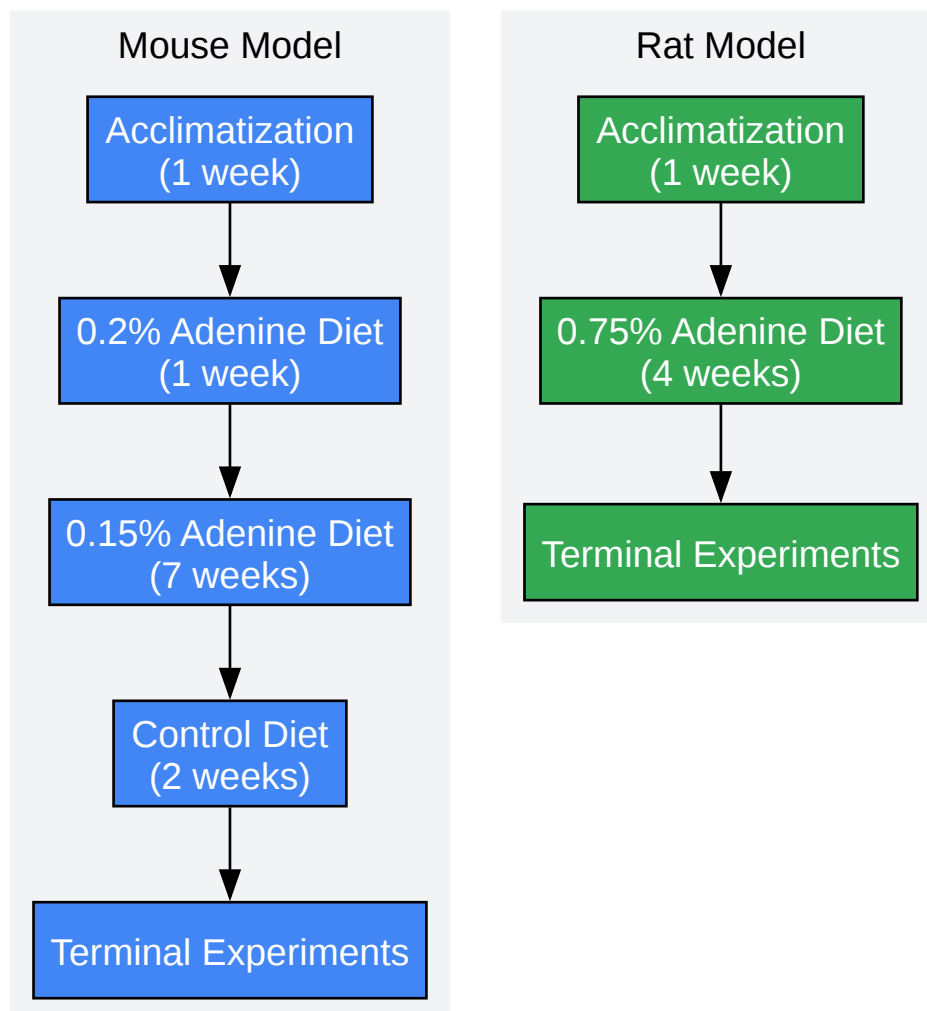 Mouse Model
Acclimatization
(1 week)
0.2% Adenine Diet
(1 week)
0.15% Adenine Diet
(7 weeks)
Control Diet
(2 weeks)
Terminal Experiments
Rat Model
Acclimatization
(1 week)
0.75% Adenine Diet
(4 weeks)
Terminal Experiments